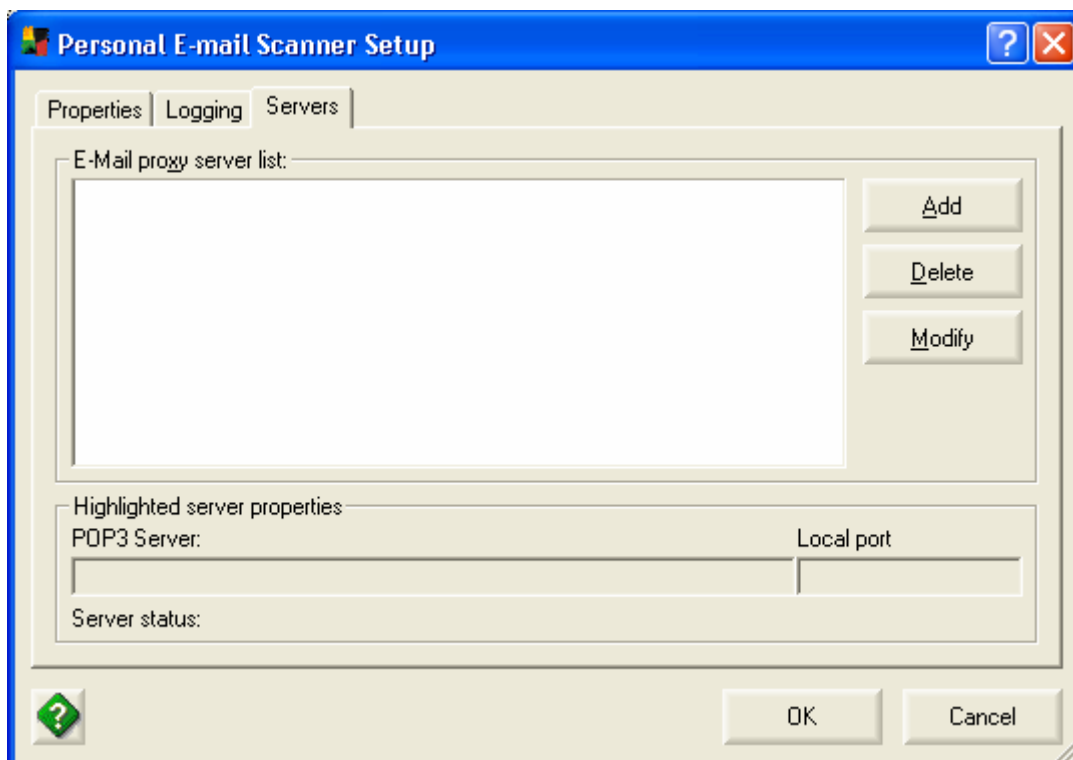 Personal E-mail Scanner Setup
?
Properties Logging Servers
E-Mail proxy server list:
Add
Delete
Modify
Highlighted server properties
POP3 Server: Local port
Server status:
?
OK Cancel